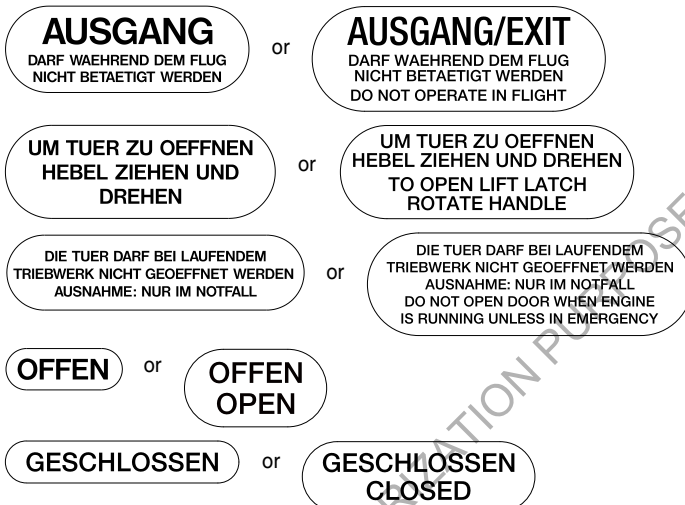 AUSGANG
DARF WAEHREND DEM FLUG
NICHT BETAETIGT WERDEN
or
AUSGANG/EXIT
DARF WAEHREND DEM FLUG
NICHT BETAETIGT WERDEN
DO NOT OPERATE IN FLIGHT
UM TUER ZU OEFFNEN
HEBEL ZIEHEN UND
DREHEN
or
UM TUER ZU OEFFNEN
HEBEL ZIEHEN UND DREHEN
TO OPEN LIFT LATCH
ROTATE HANDLE
DIE TUER DARF BEI LAUFENDEM
TRIEBWERK NICHT GEOEFFNET WERDEN
AUSNAHME: NUR IM NOTFALL
or
DIE TUER DARF BEI LAUFENDEM
TRIEBWERK NICHT GEOEFFNET WERDEN
AUSNAHME: NUR IM NOTFALL
DO NOT OPEN DOOR WHEN ENGINE
IS RUNNING UNLESS IN EMERGENCY
OFFEN
or
OFFEN
OPEN
GESCHLOSSEN
or
GESCHLOSSEN
CLOSED